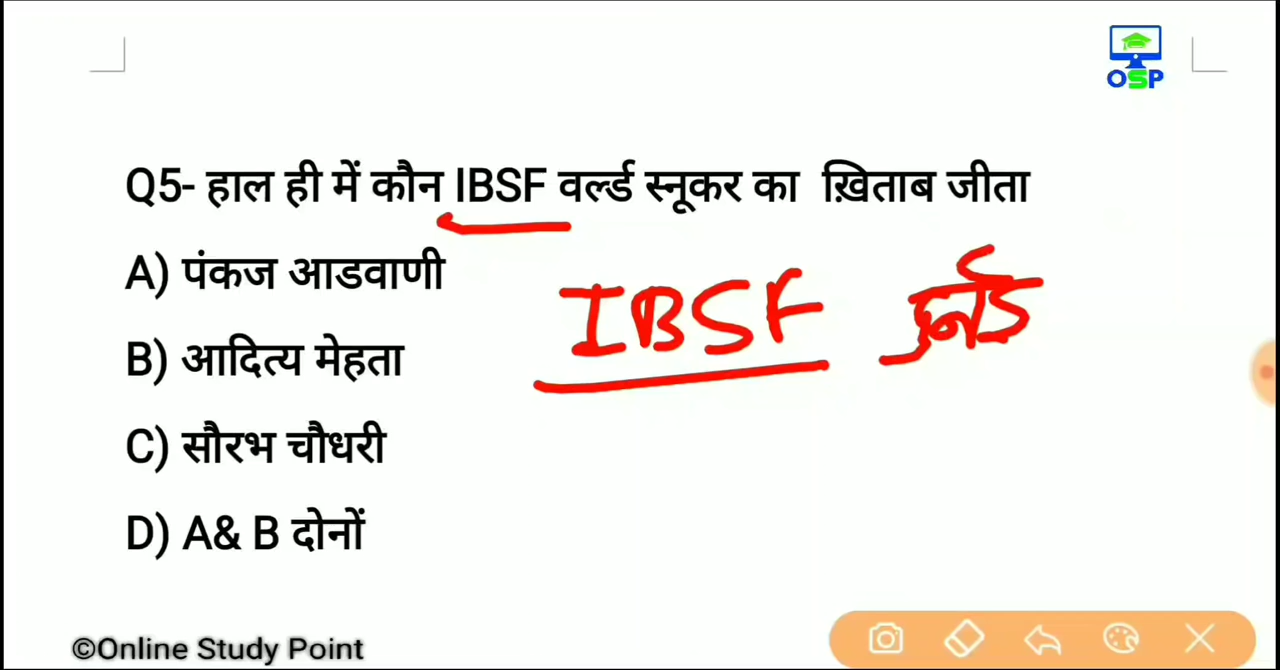 OSP
Q5- हाल ही में कौन IBSF वर्ल्ड स्नूकर का ख़िताब जीता
A) पंकज आडवाणी
IBSF
B) आदित्य मेहता
C) सौरभ चौधरी
D) A& B दोनों
©Online Study Point